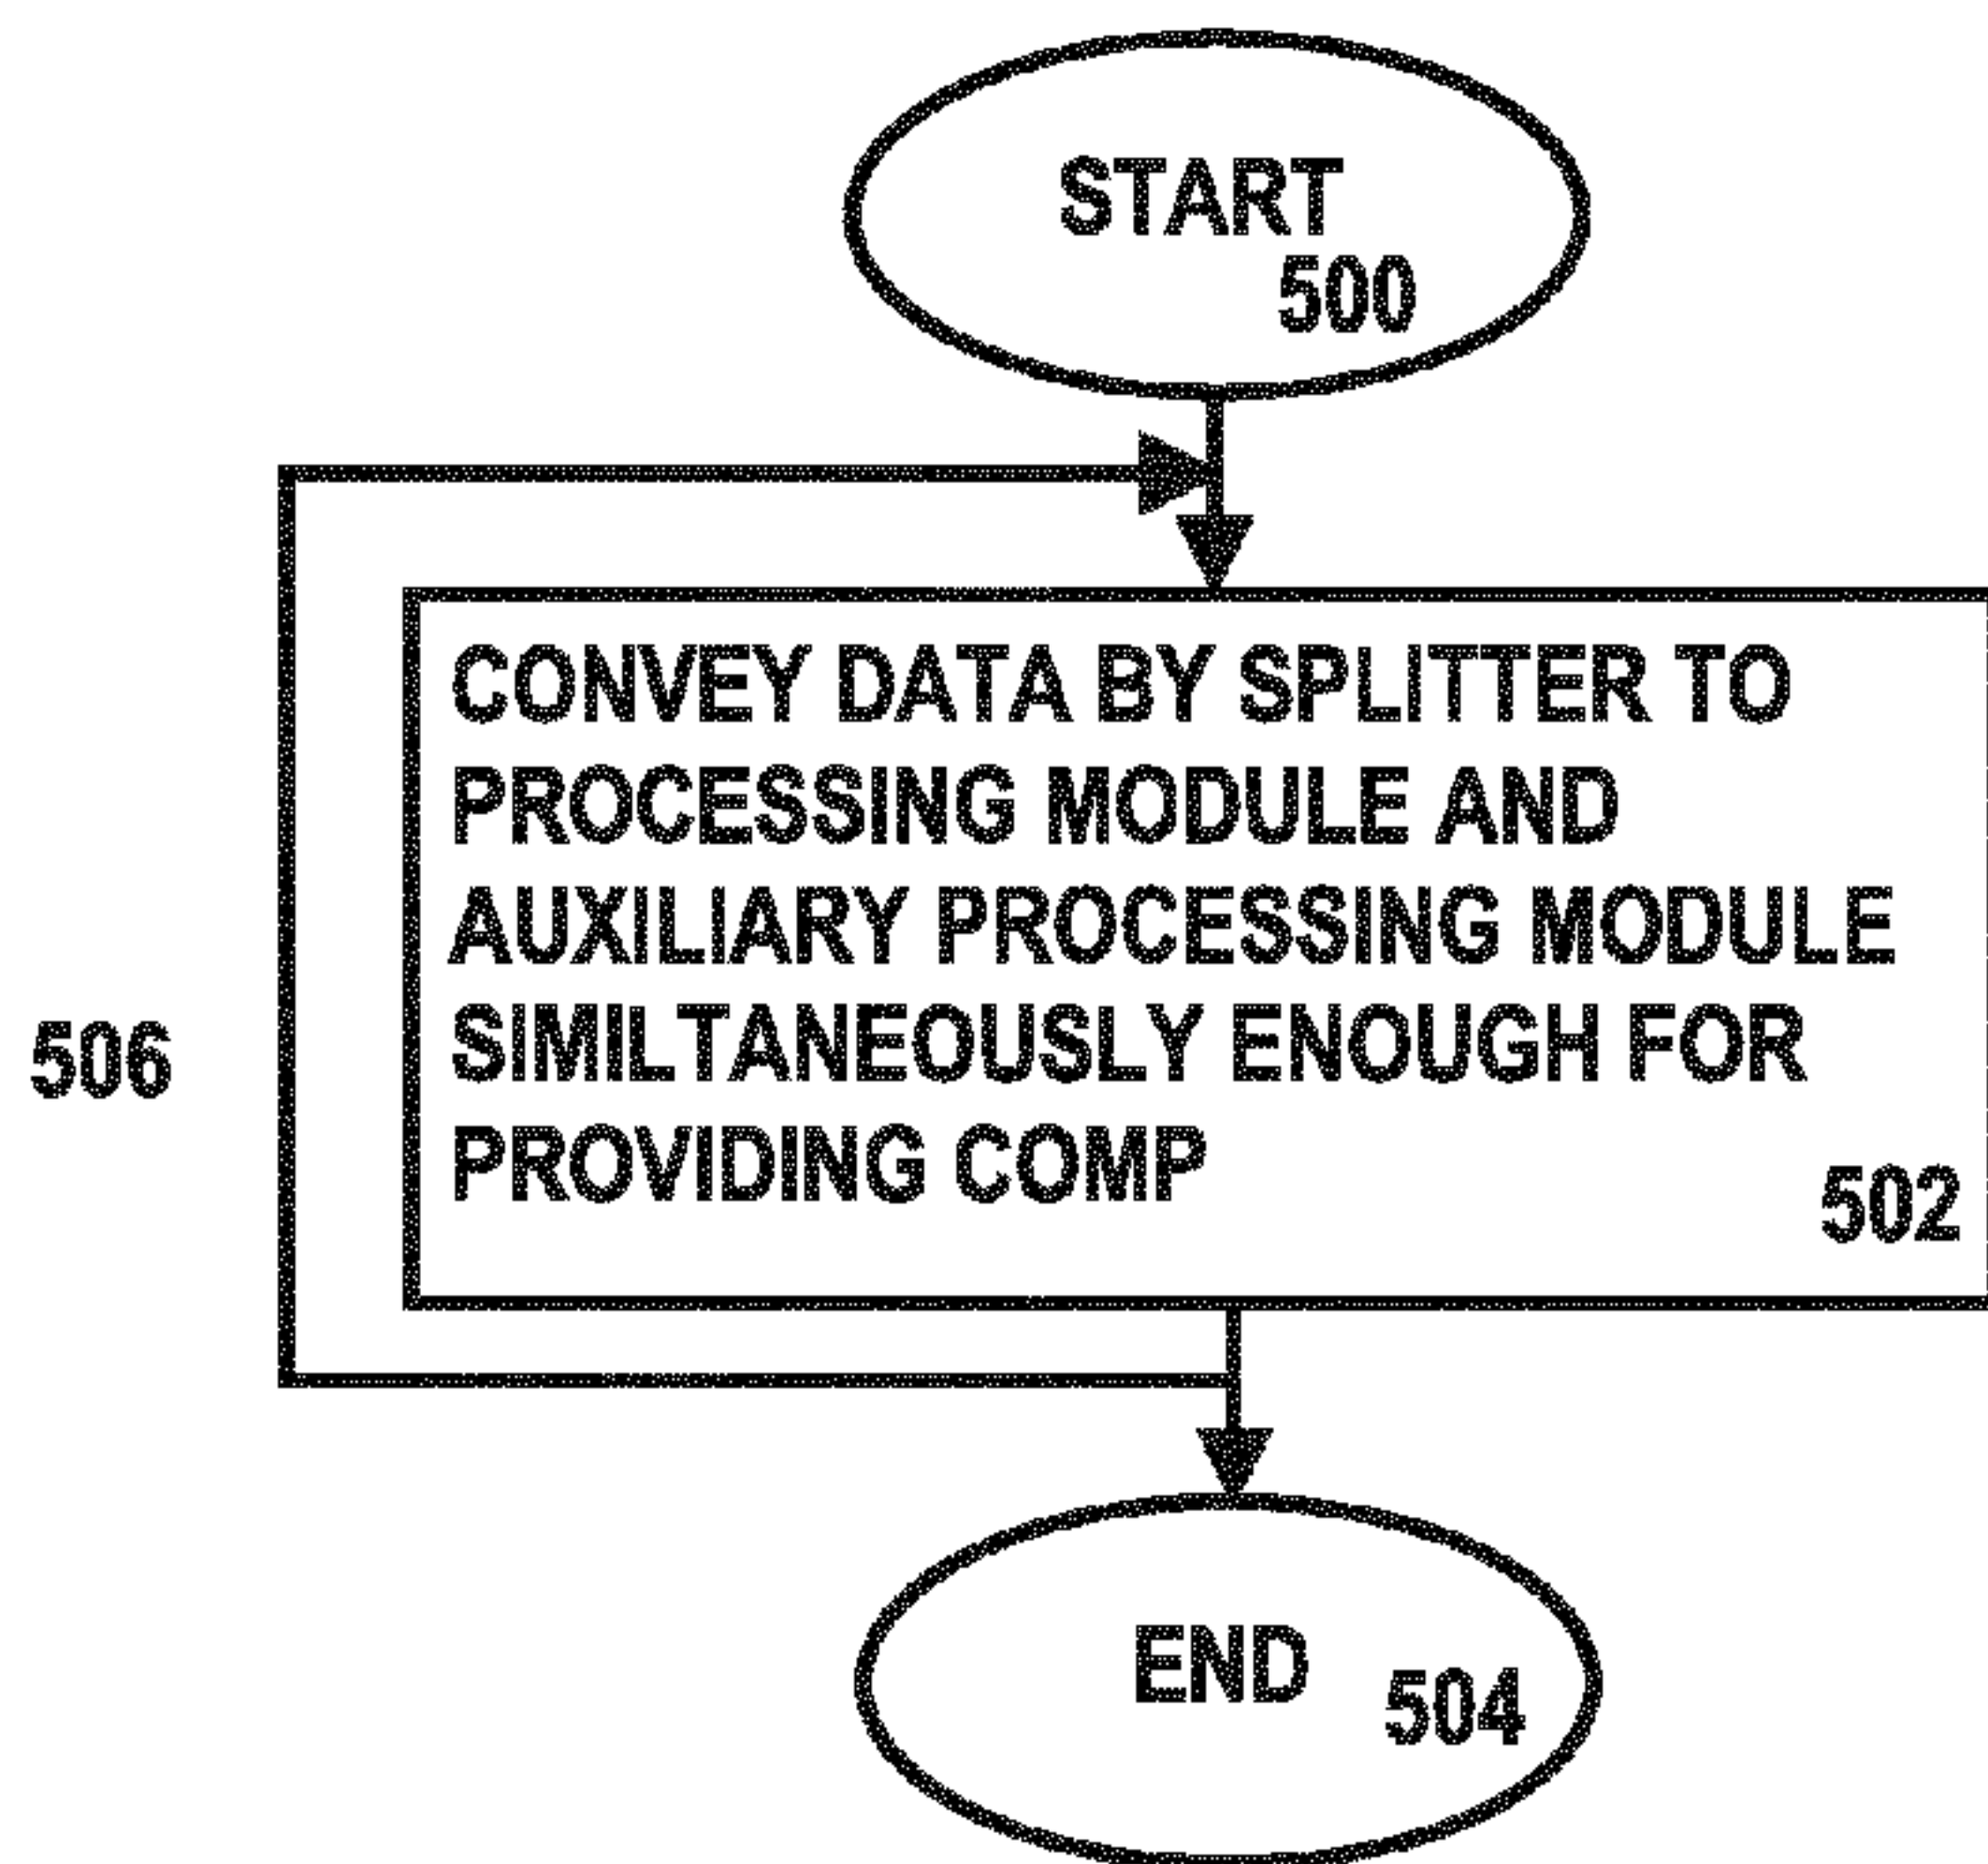 START
500
CONVEY DATA BY SPLITTER TO
PROCESSING MODULE AND
AUXILIARY PROCESSING MODULE
SIMILTANEOUSLY ENOUGH FOR
PROVIDING COMP
502
506
END
504